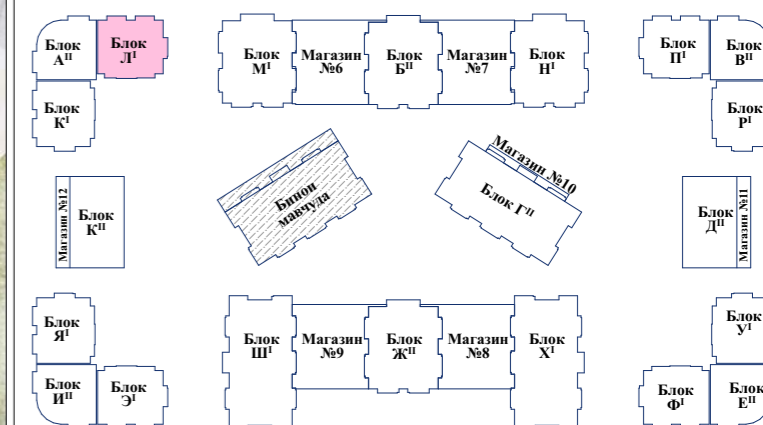 Блок
Aᴵᴵ
Блок
Лᴵ
Блок
Мᴵ
Магазин
№6
Блок
Бᴵᴵ
Магазин
№7
Блок
Нᴵ
Блок
Пᴵ
Блок
Вᴵᴵ
Блок
Кᴵ
Блок
Рᴵ
Бинои
мавчуда
Магазин №10
Блок Гᴵᴵ
Магазин №12
Блок
Кᴵᴵ
Блок
Дᴵᴵ
Магазин №11
Блок
Яᴵ
Блок
Шᴵ
Магазин
№9
Блок
Жᴵᴵ
Магазин
№8
Блок
Хᴵ
Блок
Уᴵ
Блок
Иᴵᴵ
Блок
Эᴵ
Блок
Фᴵ
Блок
Еᴵᴵ